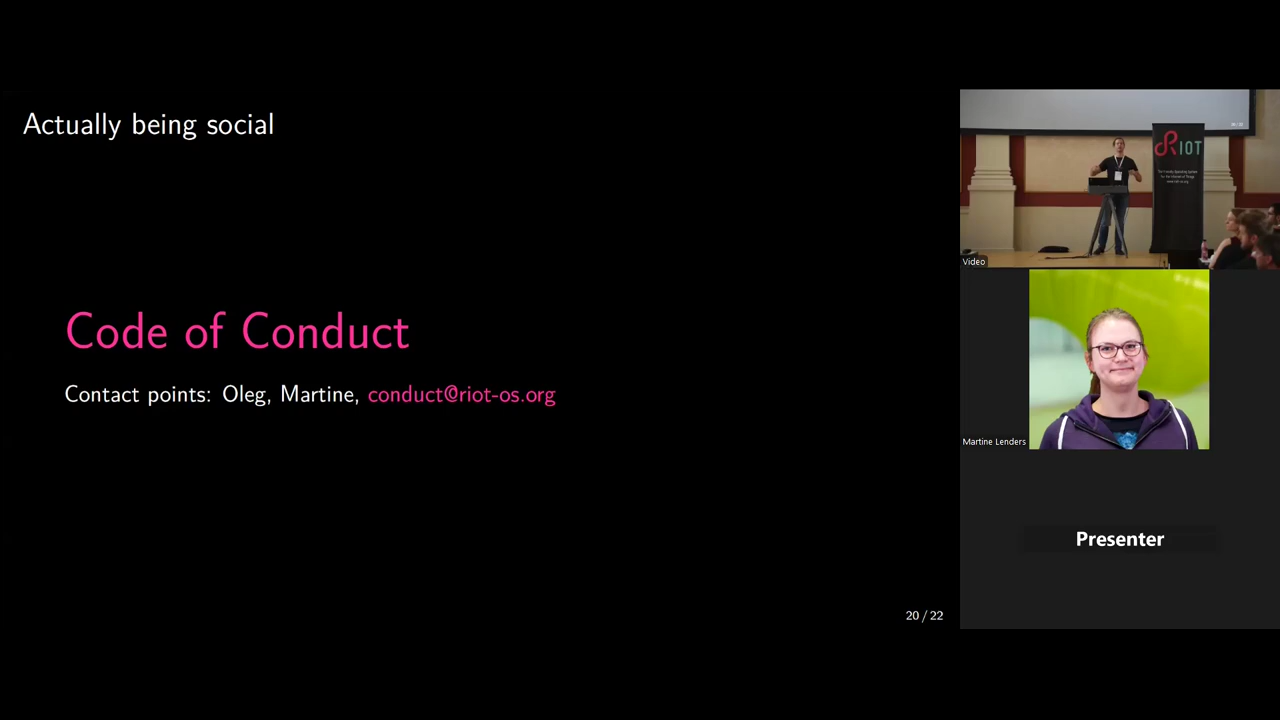 Actually being social
Code of Conduct
Contact points: Oleg, Martine, conduct@riot-os.org
20 / 22
RIOT
Video
Martine Lenders
Presenter